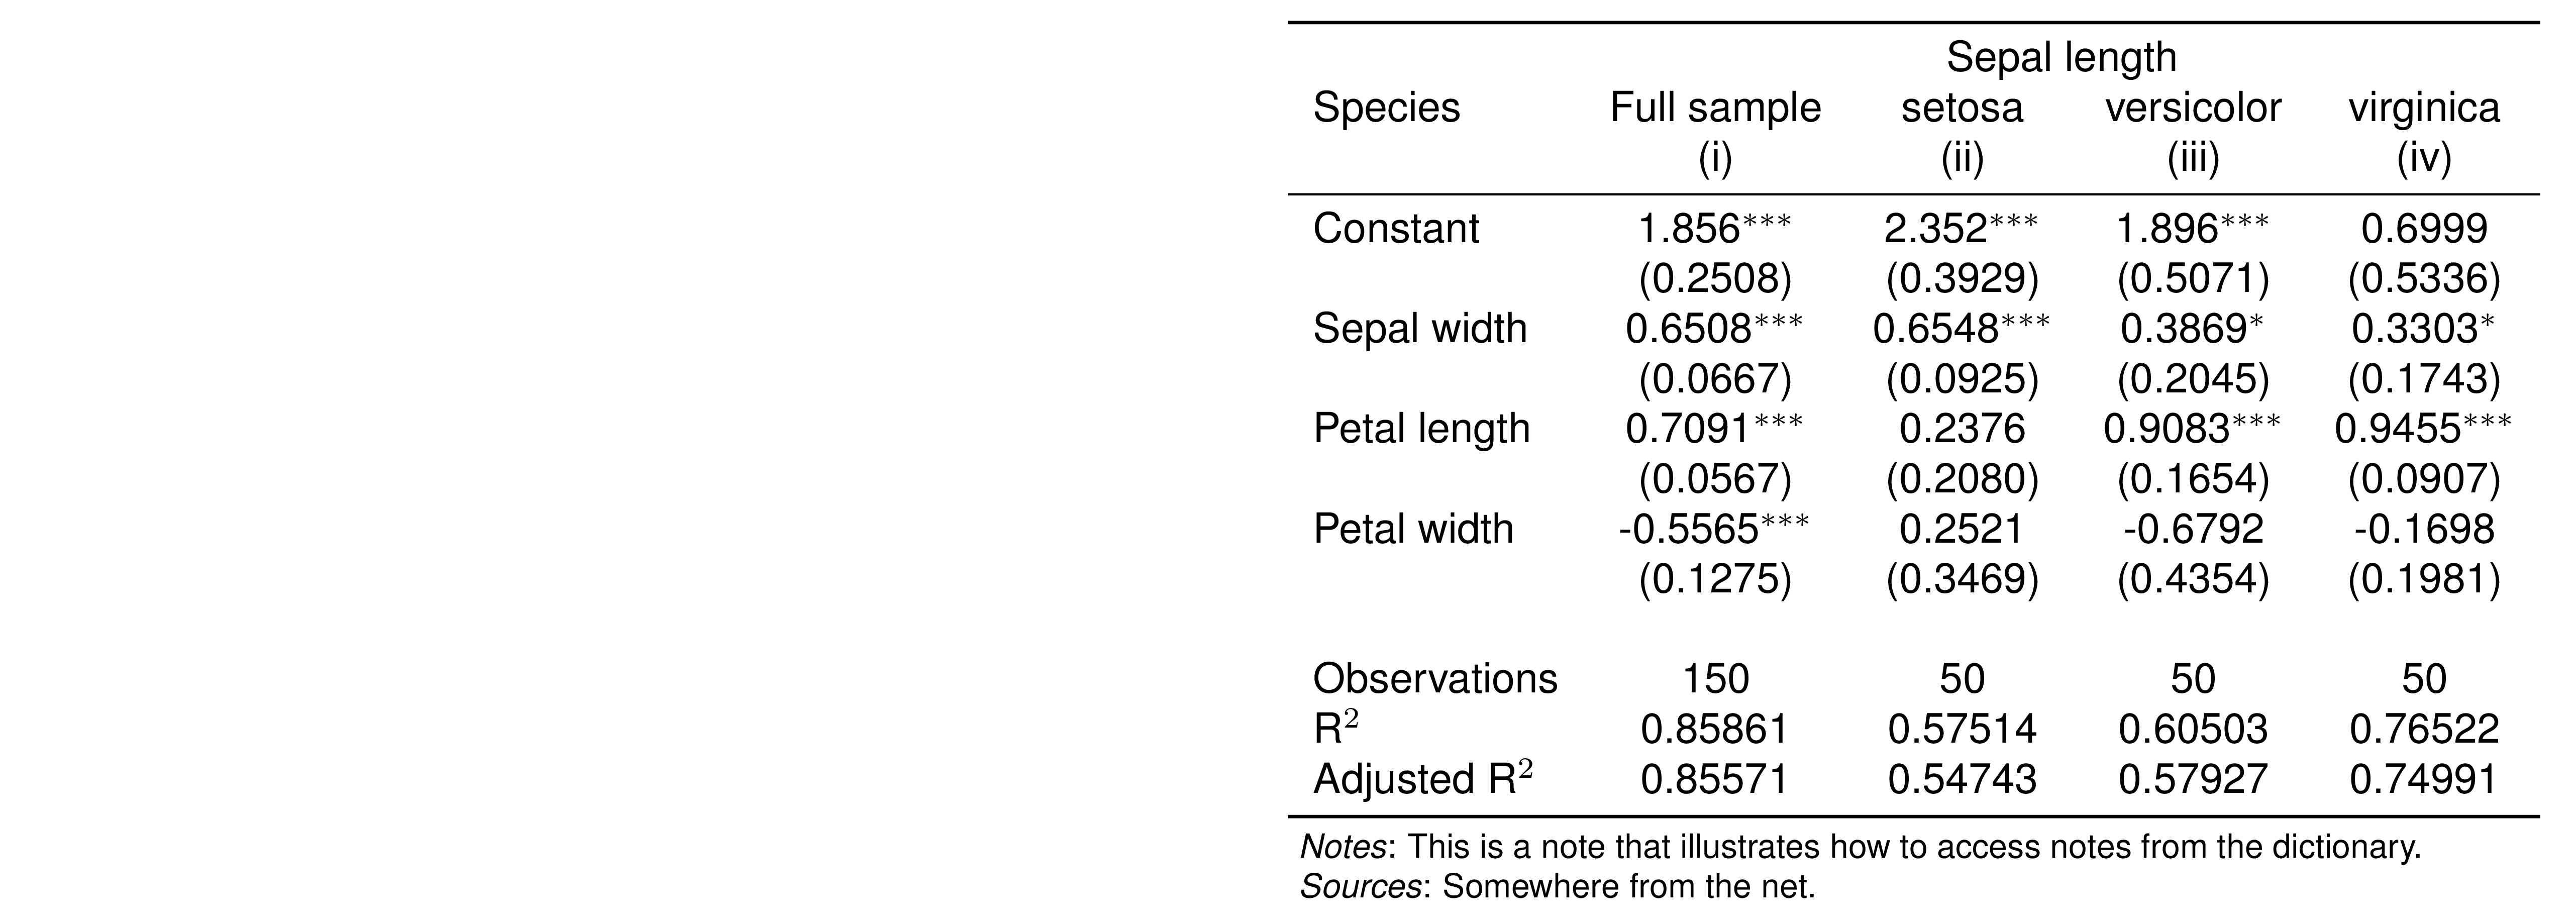 Sepal length
Species Full sample setosa versicolor virginica
(i) (ii) (iii) (iv)
Constant 1.856*** 2.352*** 1.896*** 0.6999
(0.2508) (0.3929) (0.5071) (0.5336)
Sepal width 0.6508*** 0.6548*** 0.3869* 0.3303*
(0.0667) (0.0925) (0.2045) (0.1743)
Petal length 0.7091*** 0.2376 0.9083*** 0.9455***
(0.0567) (0.2080) (0.1654) (0.0907)
Petal width -0.5565*** 0.2521 -0.6792 -0.1698
(0.1275) (0.3469) (0.4354) (0.1981)
Observations 150 50 50 50
R² 0.85861 0.57514 0.60503 0.76522
Adjusted R² 0.85571 0.54743 0.57927 0.74991
Notes: This is a note that illustrates how to access notes from the dictionary.
Sources: Somewhere from the net.